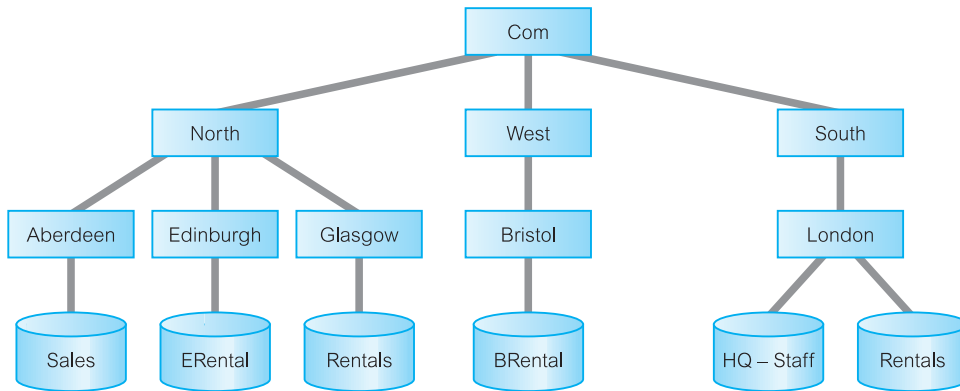 Com
North
West
South
Aberdeen
Edinburgh
Glasgow
Bristol
London
Sales
ERental
Rentals
BRental
HQ – Staff
Rentals